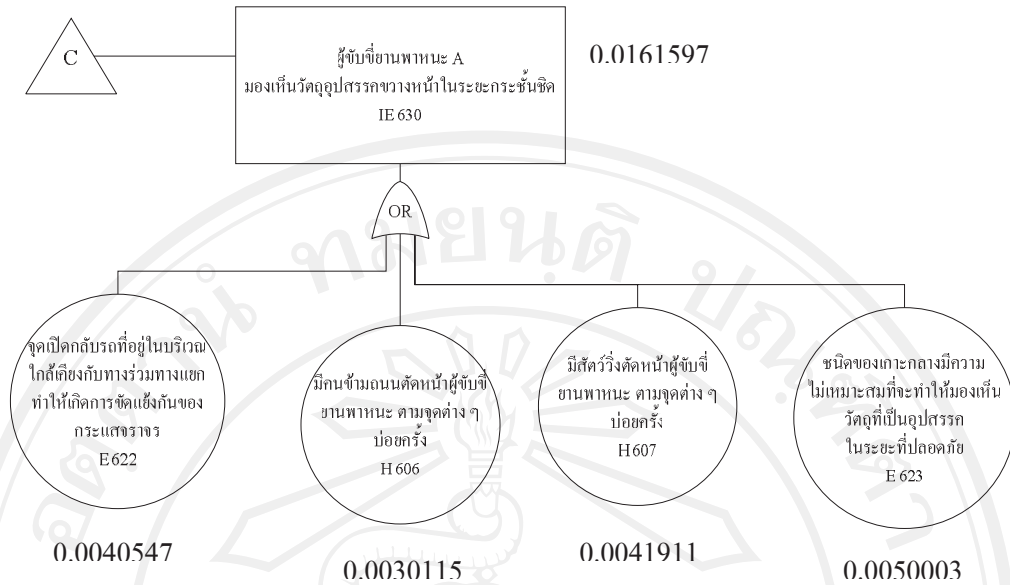 C
ผู้ขับขี่ยานพาหนะ A
มองเห็นวัตถุอุปสรรคขวางหน้าในระยะกระชั้นชิด
IE 630
0.0161597
OR
จุดเปิดกลับรถที่อยู่ในบริเวณ
ใกล้เคียงกับทางร่วมทางแยก
ทำให้เกิดการขัดแย้งกันของ
กระแสจราจร
E622
0.0040547
มีคนข้ามถนนตัดหน้าผู้ขับขี่
ยานพาหนะ ตามจุดต่าง ๆ
บ่อยครั้ง
H 606
0.0030115
มีสัตว์วิ่งตัดหน้าผู้ขับขี่
ยานพาหนะ ตามจุดต่าง ๆ
บ่อยครั้ง
H607
0.0041911
ชนิดของเกาะกลางมีความ
ไม่เหมาะสมที่จะทำให้มองเห็น
วัตถุที่เป็นอุปสรรค
ในระยะที่ปลอดภัย
E 623
0.0050003